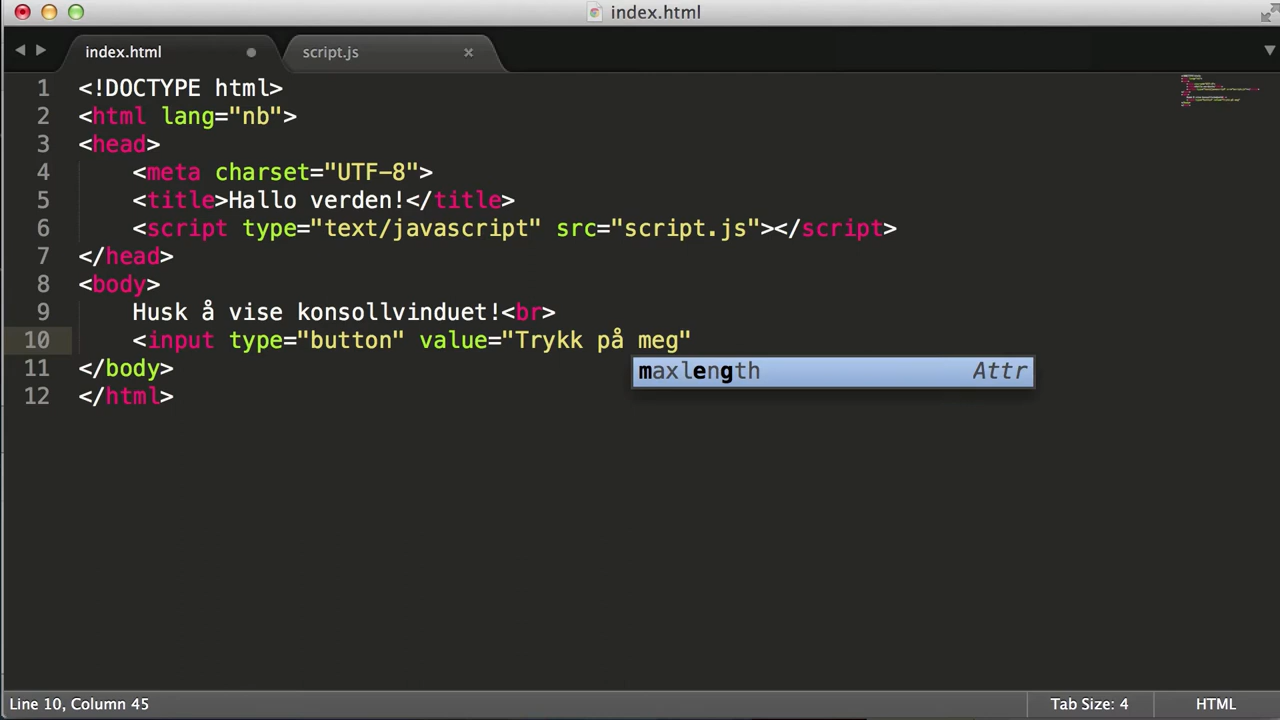 index.html
index.html
script.js ×
1 <!DOCTYPE html>
2 <html lang="nb">
3 <head>
4 <meta charset="UTF-8">
5 <title>Hallo verden!</title>
6 <script type="text/javascript" src="script.js"></script>
7 </head>
8 <body>
9 Husk å vise konsollvinduet!<br>
10 <input type="button" value="Trykk på meg"
maxlength Attr
11 </body>
12 </html>
Line 10, Column 45
Tab Size: 4
HTML